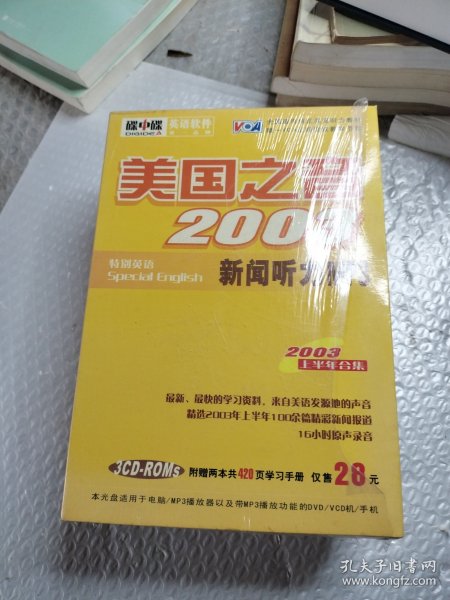 碟中碟
DIGIDEA
英语软件
第一品牌
VOA
美国之音
2003
特别英语
Special English
新闻听力
2003
上半年合集
最新、最快的学习资料，来自美语发源地的声音
精选2003年上半年100余篇精彩新闻报道
16小时原声录音
3CD-ROMs 附赠两本共420页学习手册 仅售28元
本光盘适用于电脑/MP3播放器以及带MP3播放功能的DVD/VCD机/手机
孔夫子旧书网
www.kongfz.com